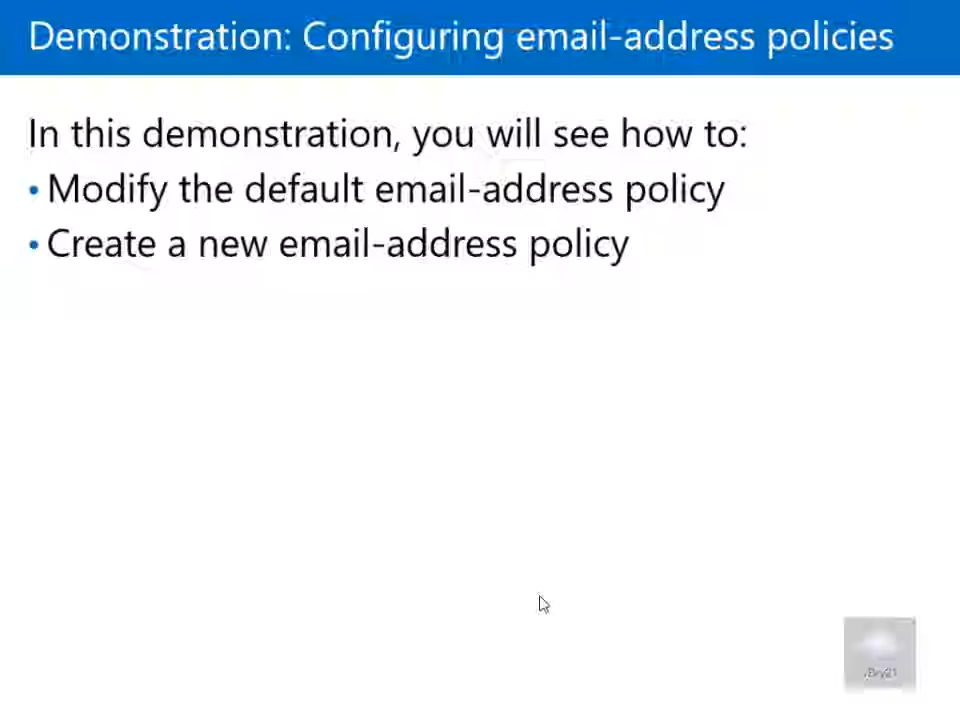 Demonstration: Configuring email-address policies
In this demonstration, you will see how to:
• Modify the default email-address policy
• Create a new email-address policy